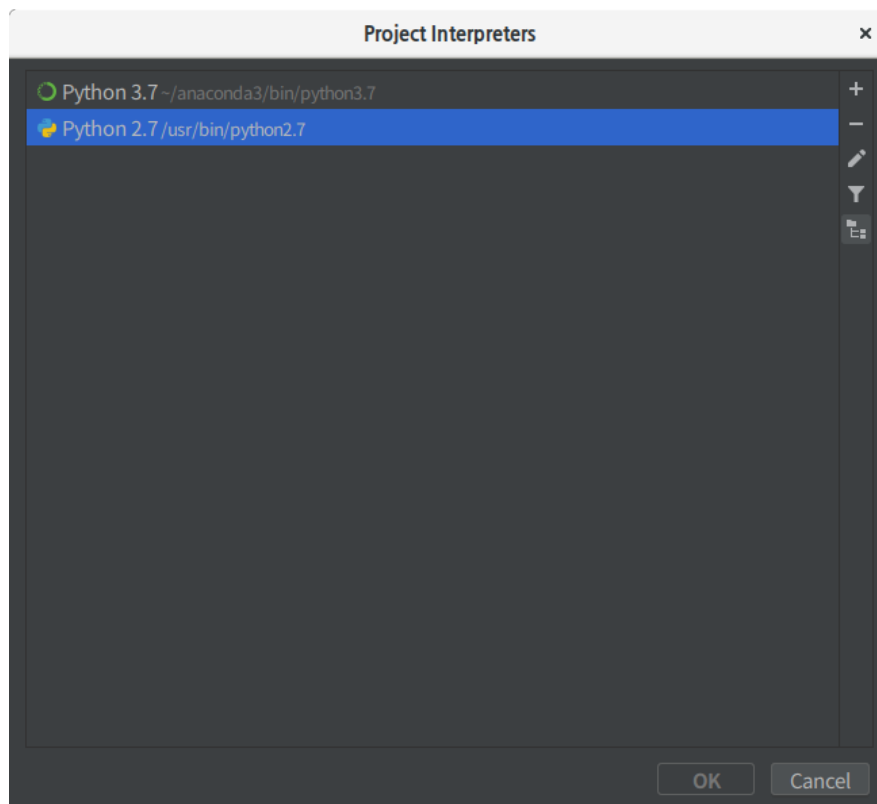 Project Interpreters
Python 3.7 ~/anaconda3/bin/python3.7
Python 2.7 /usr/bin/python2.7
OK Cancel